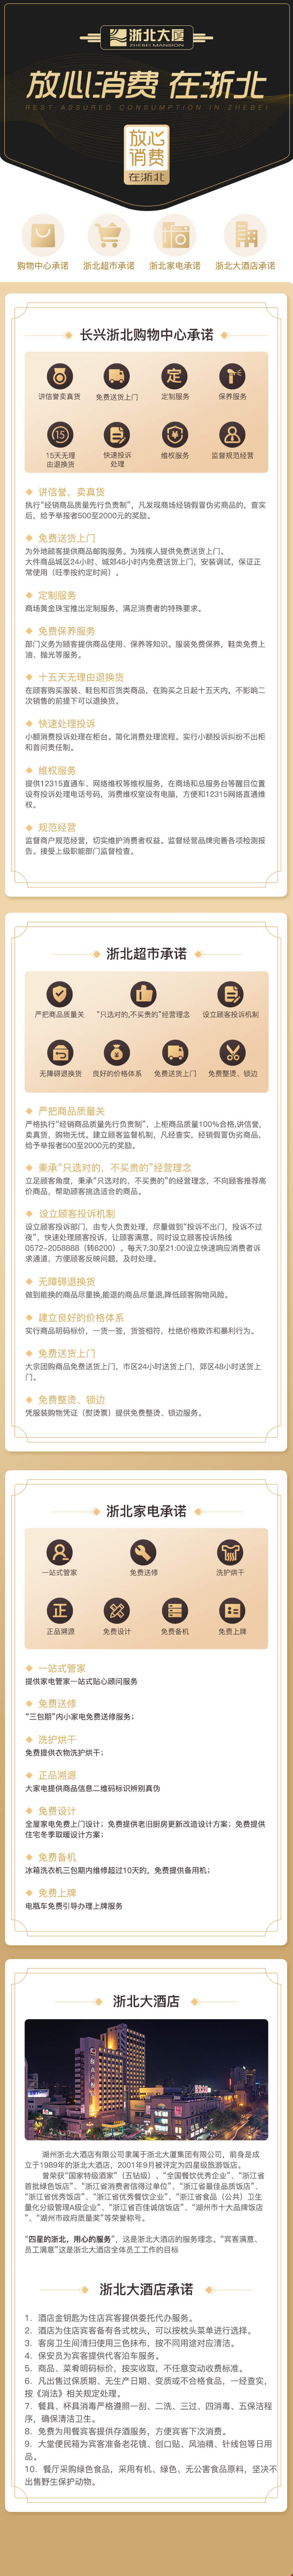 浙北大厦
ZHEBEI MANSION
放心消费 在浙北
REST ASSURED CONSUMPTION IN ZHEBEI
放心
消费
在浙北
购物中心承诺 浙北超市承诺 浙北家电承诺 浙北大酒店承诺
长兴浙北购物中心承诺
讲信誉卖真货 免费送货上门 定制服务 保养服务
15天无理
由退换货
快速投诉
处理
维权服务 监督规范经营
讲信誉，卖真货
执行“经销商品质量先行负责制”，凡发现商场经销假冒伪劣商品的，查实
后，给予举报者500至2000元的奖励。
免费送货上门
为外地顾客提供商品邮购服务。为残疾人提供免费送货上门。
大件商品城区24小时、城郊48小时内免费送货上门，安装调试，保证正
常使用（旺季按约定时间）。
定制服务
商场黄金珠宝推出定制服务，满足消费者的特殊要求。
免费保养服务
部门义务为顾客提供商品使用、保养等知识。服装免费保养，鞋类免费上
油、抛光等服务。
十五天无理由退换货
在顾客购买服装、鞋包和百货类商品，在购买之日起十五天内，不影响二
次销售的前提下可以退换货。
快速处理投诉
小额消费投诉处理在柜台。简化消费处理流程。实行小额投诉纠纷不出柜
和首问责任制。
维权服务
提供12315直通车、网络维权等维权服务，在商场和总服务台等醒目位置
设有投诉处理电话号码，消费维权室设有电脑，方便和12315网络直通维
权。
规范经营
监督商户规范经营，切实维护消费者权益。监督经营品牌完善各项检测报
告。接受上级职能部门监督检查。
浙北超市承诺
严把商品质量关 “只选对的,不买贵的”经营理念 设立顾客投诉机制
无障碍退换货 良好的价格体系 免费送货上门 免费整烫、锁边
严把商品质量关
严格执行“经销商品质量先行负责制”，上柜商品质量100%合格,讲信誉，
卖真货，购物无忧。建立顾客监督机制，凡经查实，经销假冒伪劣商品，
给予举报者500至2000元的奖励。
秉承“只选对的，不买贵的”经营理念
立足顾客角度，秉承“只选对的，不买贵的”的经营理念，不向顾客推荐高
价商品，帮助顾客挑选适合的商品。
设立顾客投诉机制
设立顾客投诉部门，由专人负责处理，尽量做到“投诉不出门，投诉不过
夜”，快速处理顾客投诉，让顾客满意。同时设立顾客投诉热线
0572-2058888（转6200）。每天7:30至21:00设立快速响应消费者诉
求通道，方便顾客反映问题，及时处理。
无障碍退换货
做到能换的商品尽量换,能退的商品尽量退,降低顾客购物风险。
建立良好的价格体系
实行商品明码标价，一货一签，货签相符，杜绝价格欺诈和暴利行为。
免费送货上门
大宗团购商品免费送货上门，市区24小时送货上门，郊区48小时送货上
门。
免费整烫、锁边
凭服装购物凭证（熨烫票）提供免费整烫、锁边服务。
浙北家电承诺
一站式管家 免费送修 洗护烘干
正品溯源 免费设计 免费备机 免费上牌
一站式管家
提供家电管家一站式贴心顾问服务
免费送修
“三包期”内小家电免费送修服务；
洗护烘干
免费提供衣物洗护烘干；
正品溯源
大家电提供商品信息二维码标识辨别真伪
免费设计
全屋家电免费上门设计；免费提供老旧厨房更新改造设计方案；免费提供
住宅冬季取暖设计方案；
免费备机
冰箱洗衣机三包期内维修超过10天的，免费提供备用机；
免费上牌
电瓶车免费引导办理上牌服务
浙北大酒店
湖州浙北大酒店有限公司隶属于浙北大厦集团有限公司，前身是成
立于1989年的浙北大酒店，2001年9月被评定为四星级旅游饭店。
曾荣获“国家特级酒家”（五钻级）、“全国餐饮优秀企业”、“浙江省
首批绿色饭店”、“浙江省消费者信得过单位”、“浙江省最佳品质饭店”、
“浙江省优秀饭店”、“浙江省优秀餐饮企业”、“浙江省食品（公共）卫生
量化分级管理A级企业”、“浙江省百佳诚信饭店”、“湖州市十大品牌饭店
”、“湖州市政府质量奖”等荣誉称号。
“四星的浙北，用心的服务”，这是浙北大酒店的服务理念。“宾客满意、
员工满意”这是浙北大酒店全体员工工作的目标
浙北大酒店承诺
1、酒店金钥匙为住店宾客提供委托代办服务。
2、酒店为住店宾客备有各式枕头，可以按枕头菜单进行选择。
3、客房卫生间清扫使用三色抹布，按不同用途对应清洁。
4、保安员为宾客提供代客泊车服务。
5、商品、菜肴明码标价，按实收取，不任意变动收费标准。
6、凡出售过保质期、无生产日期、变质或不合格食品，一经查实，
按《消法》相关规定处理。
7、餐具、杯具消毒严格遵照一刮、二洗、三过、四消毒、五保洁程
序，确保清洁卫生。
8、免费为用餐宾客提供存酒服务，方便宾客下次消费。
9、大堂便民箱为宾客准备老花镜、创口贴、风油精、针线包等日用
品。
10、餐厅采购绿色食品，采用有机、绿色、无公害食品原料，坚决不
出售野生保护动物。